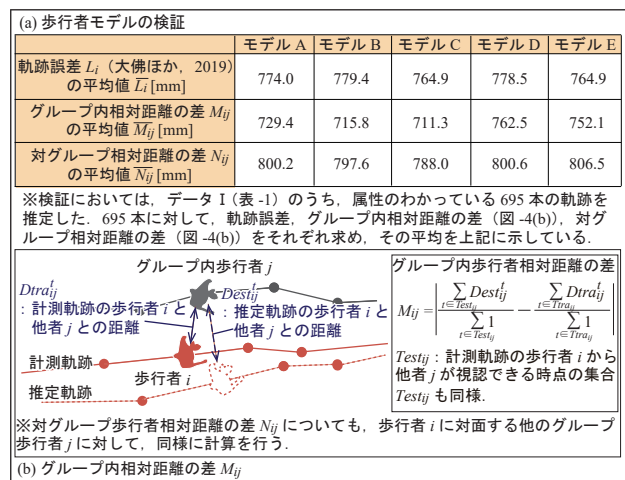 (a) 歩行者モデルの検証
モデル A モデル B モデル C モデル D モデル E
軌跡誤差 Li（大佛ほか，2019）
の平均値 L̅i̅ [mm]
774.0 779.4 764.9 778.5 764.9
グループ内相対距離の差 Mij
の平均値 M̅i̅j̅ [mm]
729.4 715.8 711.3 762.5 752.1
対グループ相対距離の差 Nij
の平均値 N̅i̅j̅ [mm]
800.2 797.6 788.0 800.6 806.5
※検証においては，データ I（表 -1）のうち，属性のわかっている 695 本の軌跡を
推定した．695 本に対して，軌跡誤差，グループ内相対距離の差（図 -4(b)），対グ
ループ相対距離の差（図 -4(b)）をそれぞれ求め，その平均を上記に示している．
グループ内歩行者 j
Dtra^t_ij
：計測軌跡の歩行者 i と
他者 j との距離
Dest^t_ij
：推定軌跡の歩行者 i と
他者 j との距離
計測軌跡
歩行者 i
推定軌跡
グループ内歩行者相対距離の差
Mij = | Σ_{t∈Testij} Dest^t_ij / Σ_{t∈Testij} 1 − Σ_{t∈Ttraij} Dtra^t_ij / Σ_{t∈Ttraij} 1 |
Testij：計測軌跡の歩行者 i から
他者 j が視認できる時点の集合
Testij も同様．
※対グループ歩行者相対距離の差 Nij についても，歩行者 i に対面する他のグループ
歩行者 j に対して，同様に計算を行う．
(b) グループ内相対距離の差 Mij